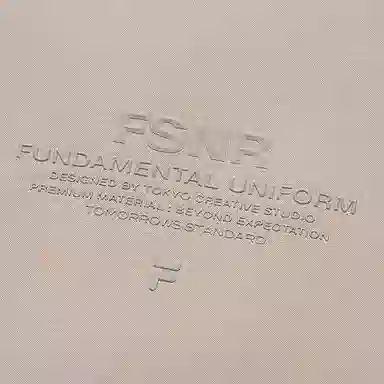 FSNR
FUNDAMENTAL UNIFORM
DESIGNED BY TOKYO CREATIVE STUDIO
PREMIUM MATERIAL : BEYOND EXPECTATION
TOMORROWS STANDARD
F